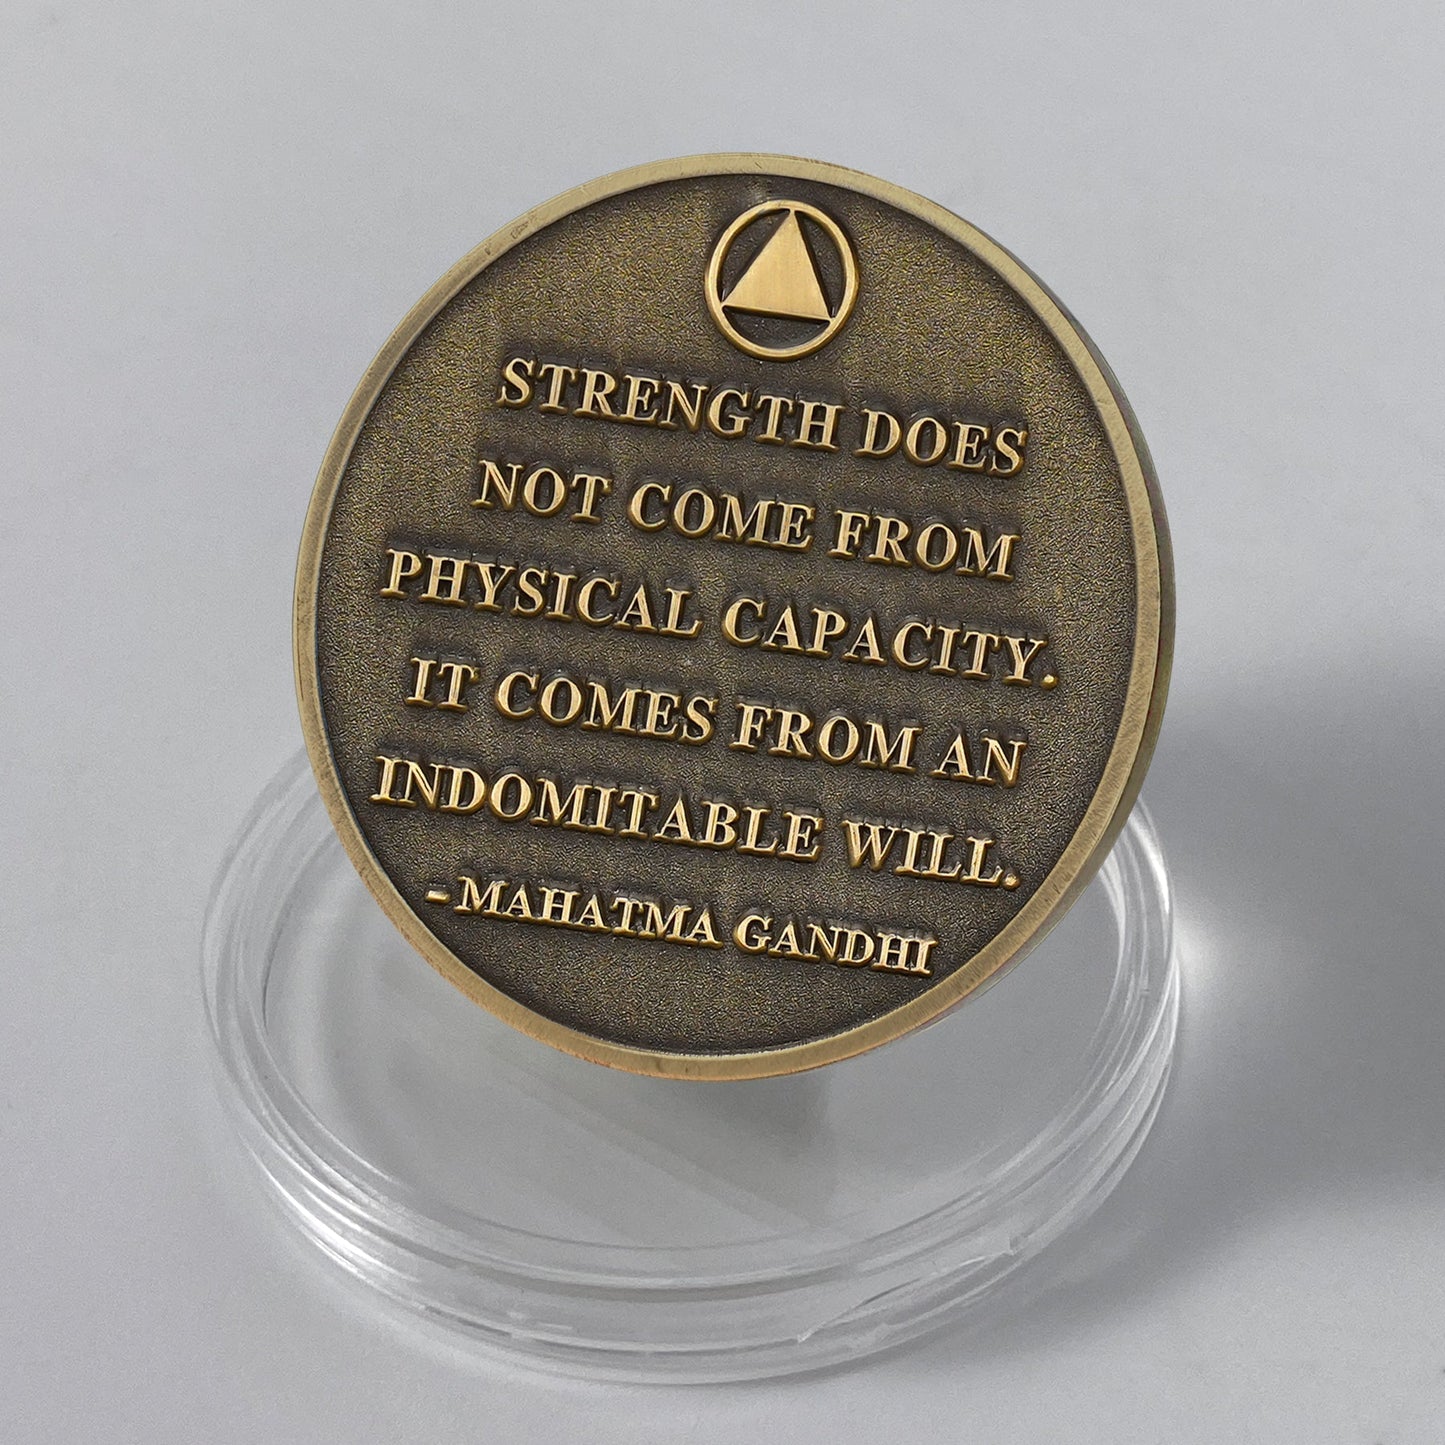 STRENGTH DOES
NOT COME FROM
PHYSICAL CAPACITY.
IT COMES FROM AN
INDOMITABLE WILL.
- MAHATMA GANDHI